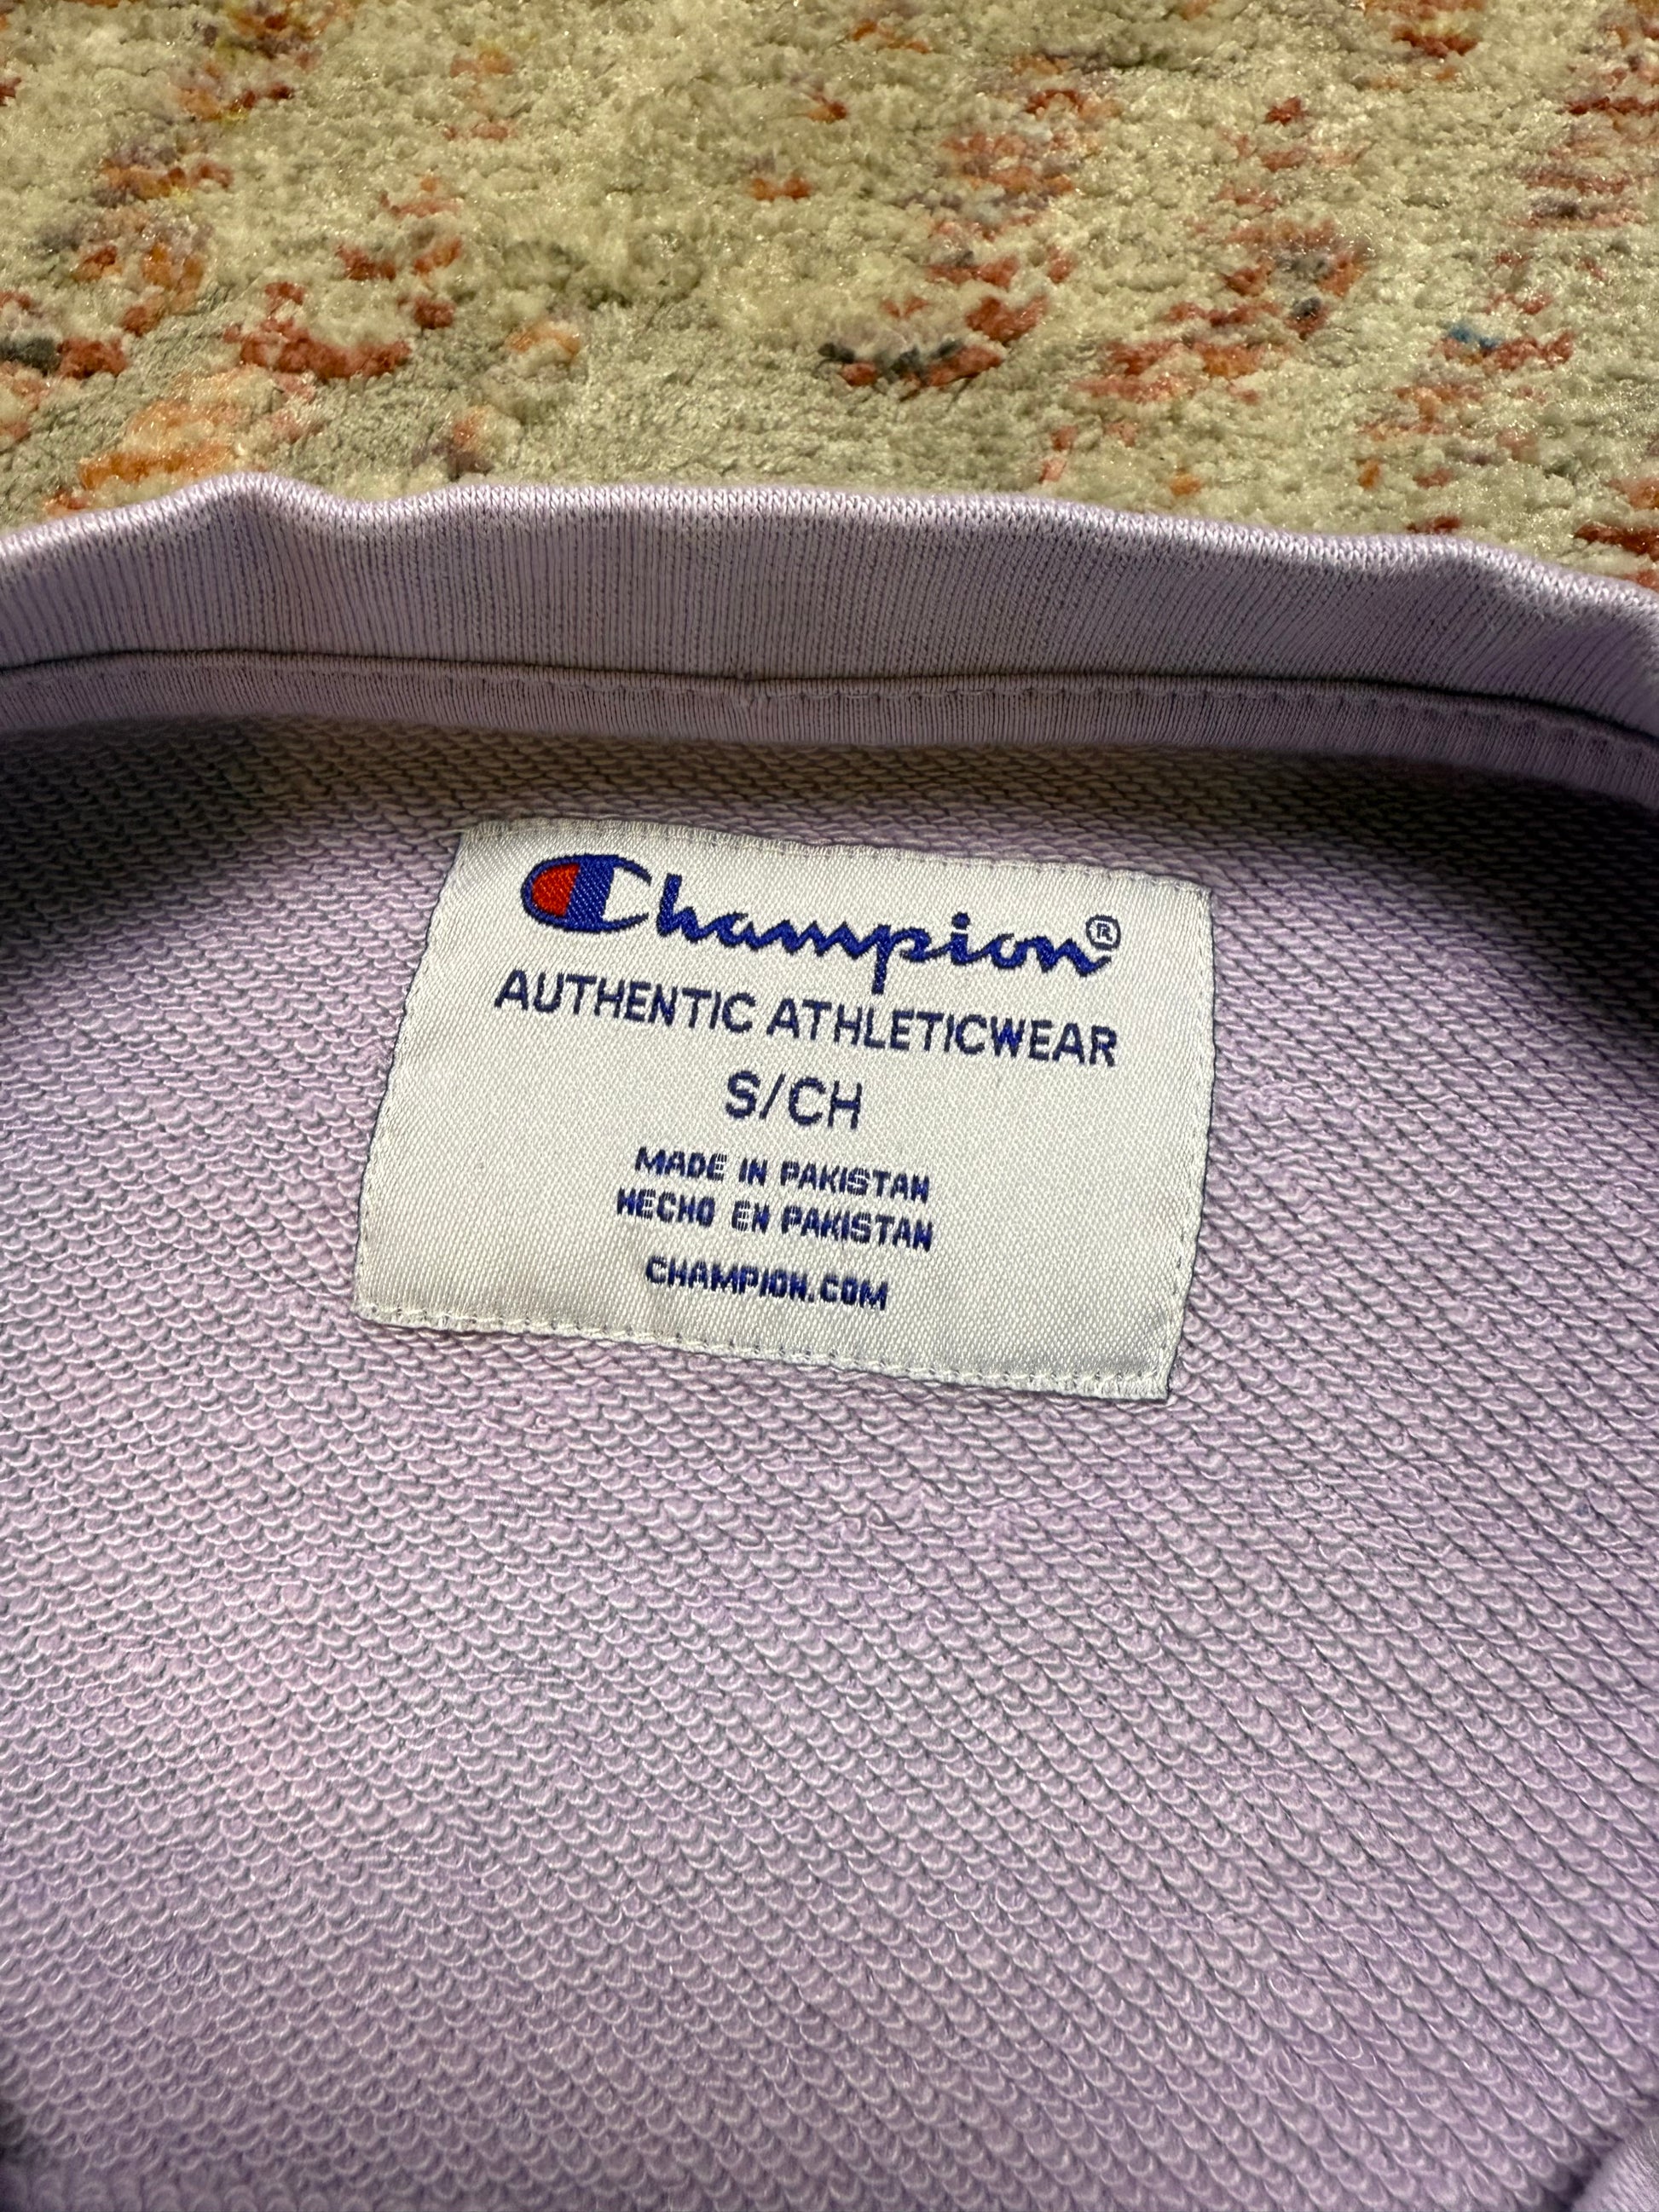 Champion®
AUTHENTIC ATHLETICWEAR
S/CH
MADE IN PAKISTAN
HECHO EN PAKISTAN
CHAMPION.COM